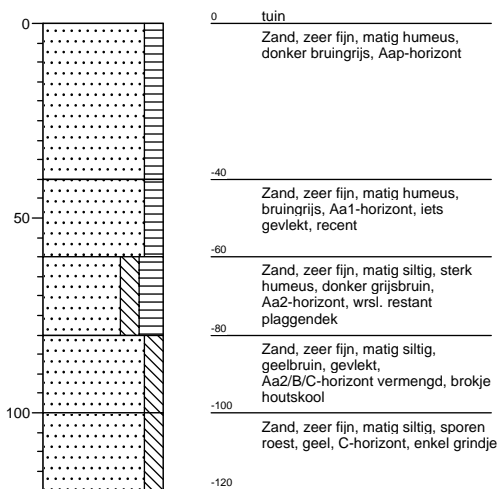 0
50
100
0 tuin
Zand, zeer fijn, matig humeus,
donker bruingrijs, Aap-horizont
-40
Zand, zeer fijn, matig humeus,
bruingrijs, Aa1-horizont, iets
gevlekt, recent
-60
Zand, zeer fijn, matig siltig, sterk
humeus, donker grijsbruin,
Aa2-horizont, wrsl. restant
plaggendek
-80
Zand, zeer fijn, matig siltig,
geelbruin, gevlekt,
Aa2/B/C-horizont vermengd, brokje
houtskool
-100
Zand, zeer fijn, matig siltig, sporen
roest, geel, C-horizont, enkel grindje
-120